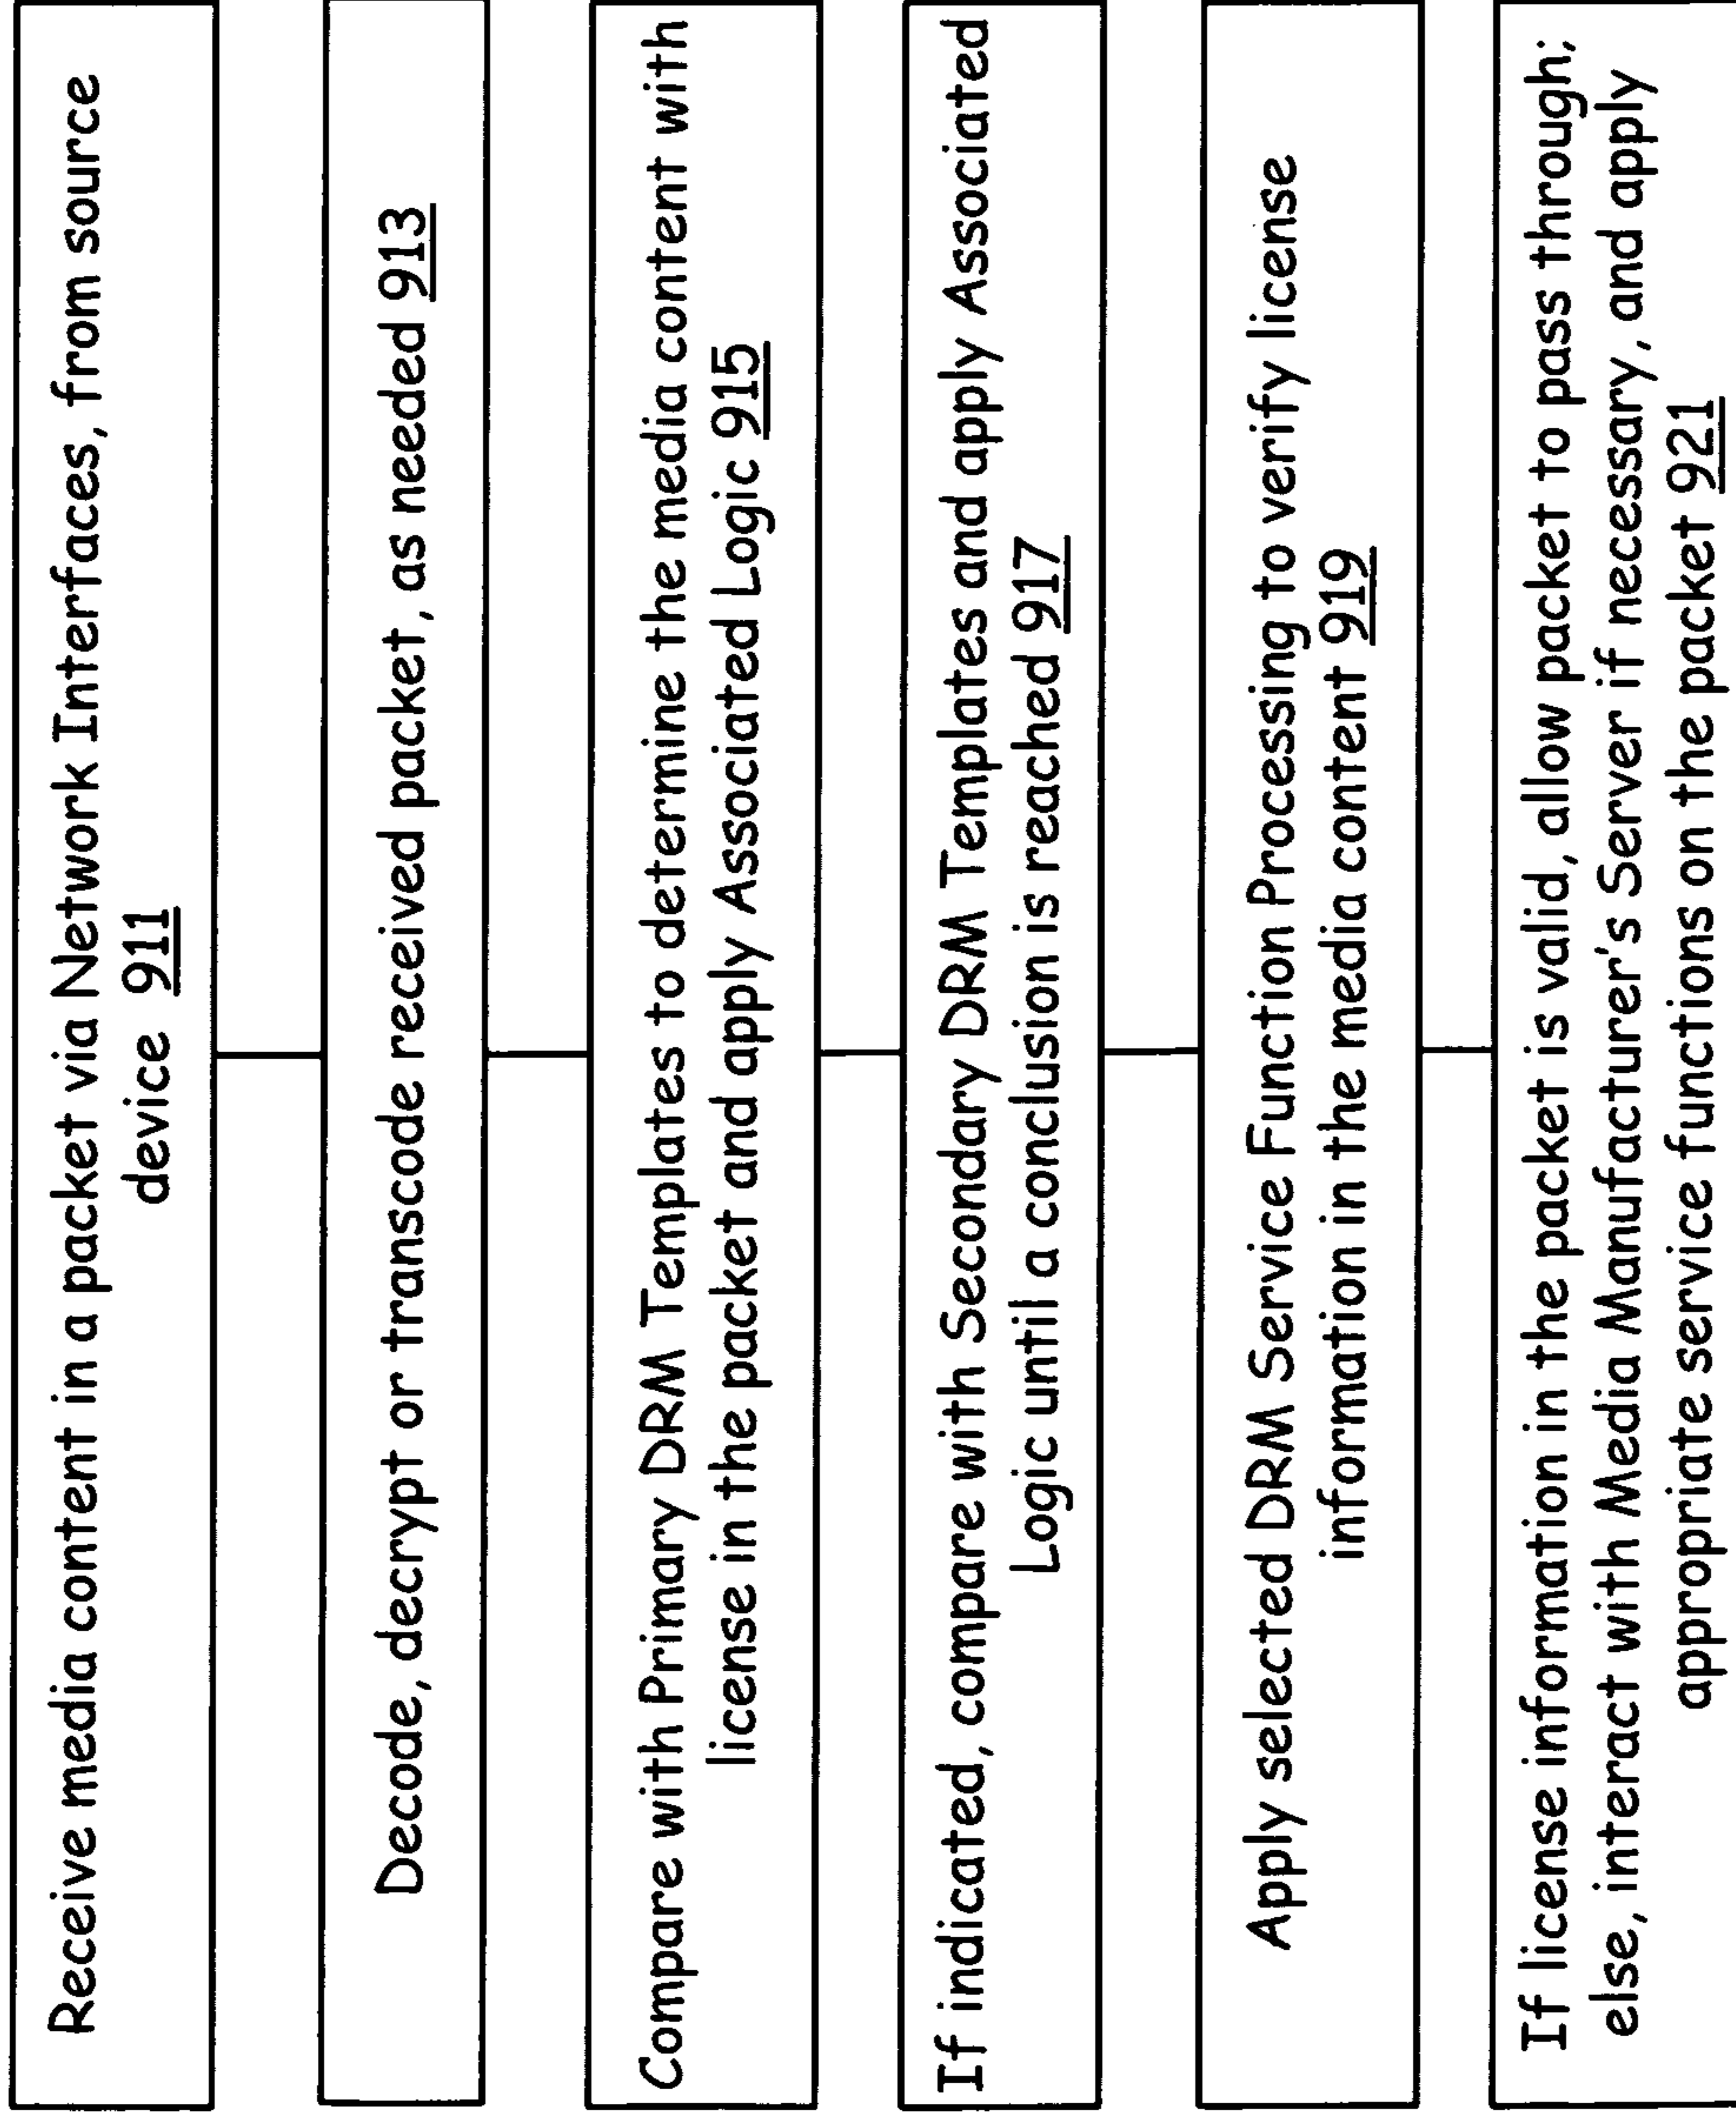 Receive media content in a packet via Network Interfaces, from source
device 911
Decode, decrypt or transcode received packet, as needed 913
Compare with Primary DRM Templates to determine the media content with
license in the packet and apply Associated Logic 915
If indicated, compare with Secondary DRM Templates and apply Associated
Logic until a conclusion is reached 917
Apply selected DRM Service Function Processing to verify license
information in the media content 919
If license information in the packet is valid, allow packet to pass through;
else, interact with Media Manufacturer's Server if necessary, and apply
appropriate service functions on the packet 921